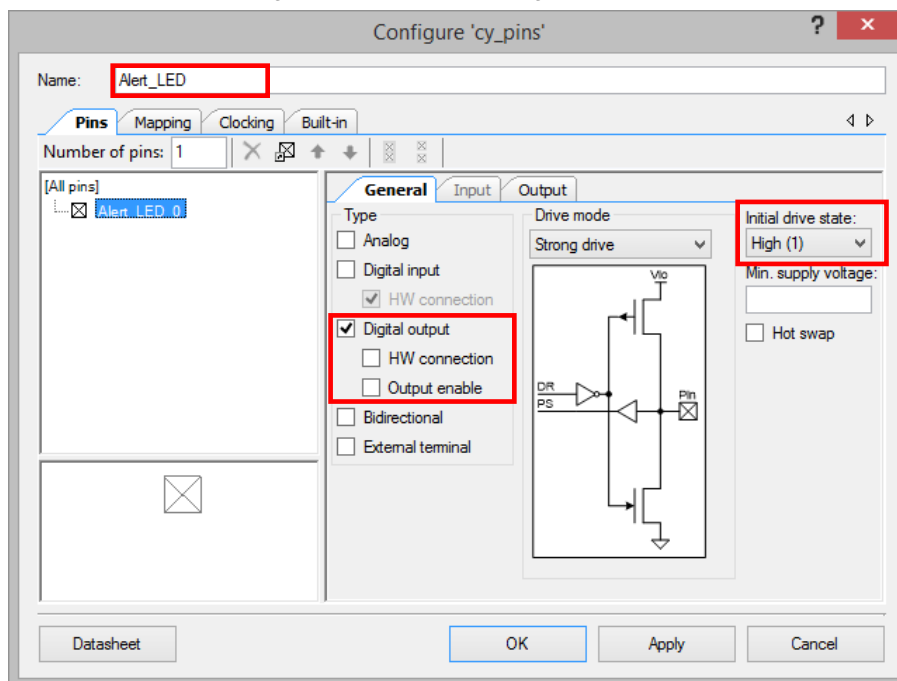 Configure 'cy_pins'
?
×
Name: Alert_LED
Pins Mapping Clocking Built-in
Number of pins: 1
[All pins]
Alert_LED_0
General Input Output
Type
Analog
Digital input
HW connection
Digital output
HW connection
Output enable
Bidirectional
External terminal
Drive mode
Strong drive
Vio
DR
PS
Pin
Initial drive state:
High (1)
Min. supply voltage:
Hot swap
Datasheet OK Apply Cancel